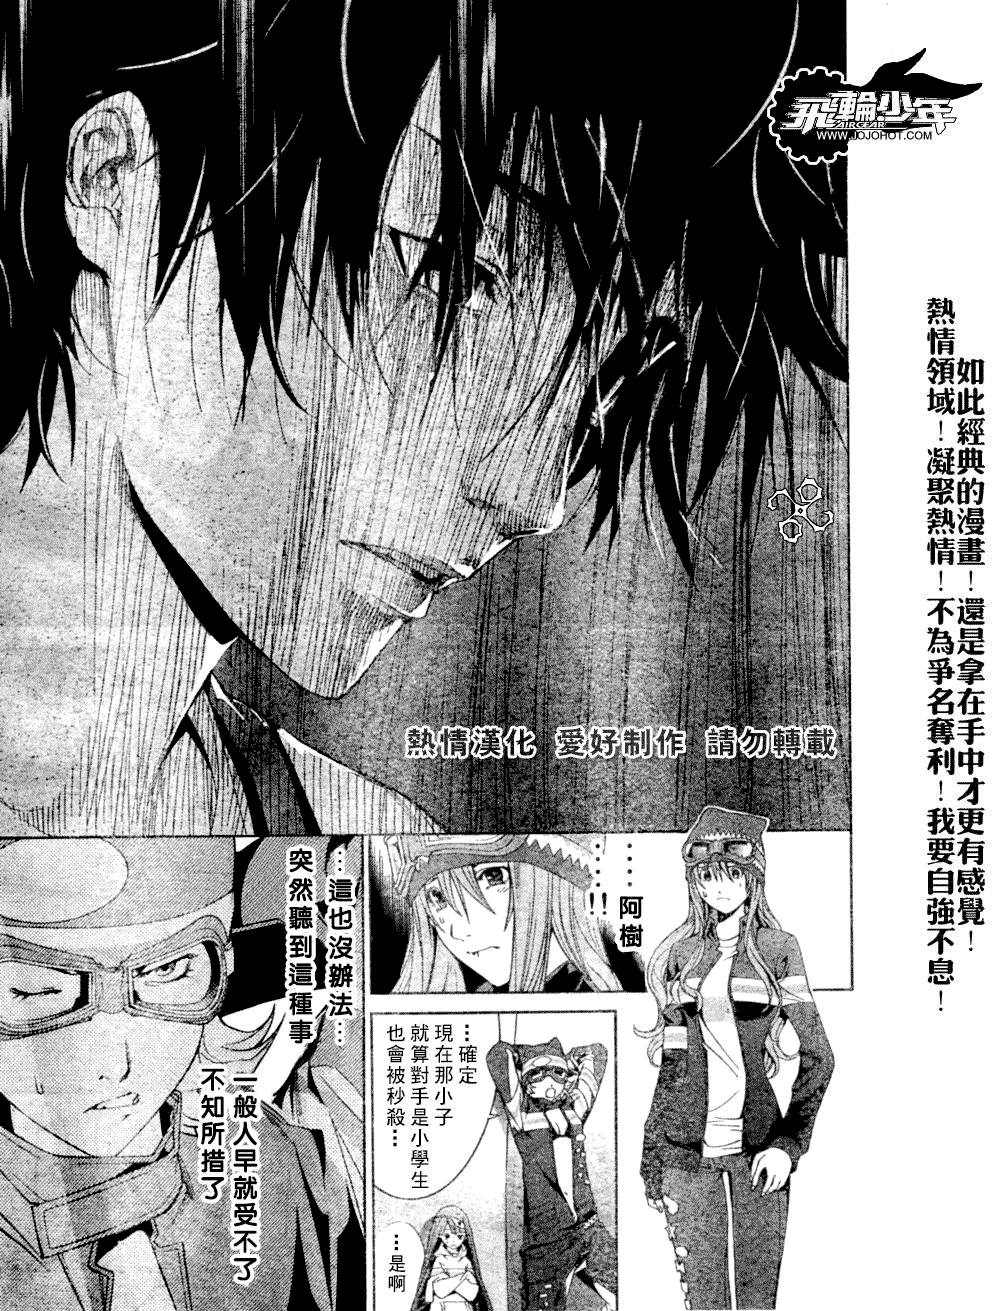 飛輪少年
AIRGEAR
WWW.JOJOHOT.COM
如此經典的漫畫！還是拿在手中才更有感覺！
熱情領域！凝聚熱情！不為爭名奪利！我要自強不息！
熱情漢化 愛好制作 請勿轉載
阿樹
……!!
…這也沒辦法…
突然聽到這種事
一般人早就受不了
不知所措了
…確定
現在那小子
就算對手是小學生
也會被秒殺…
…是啊